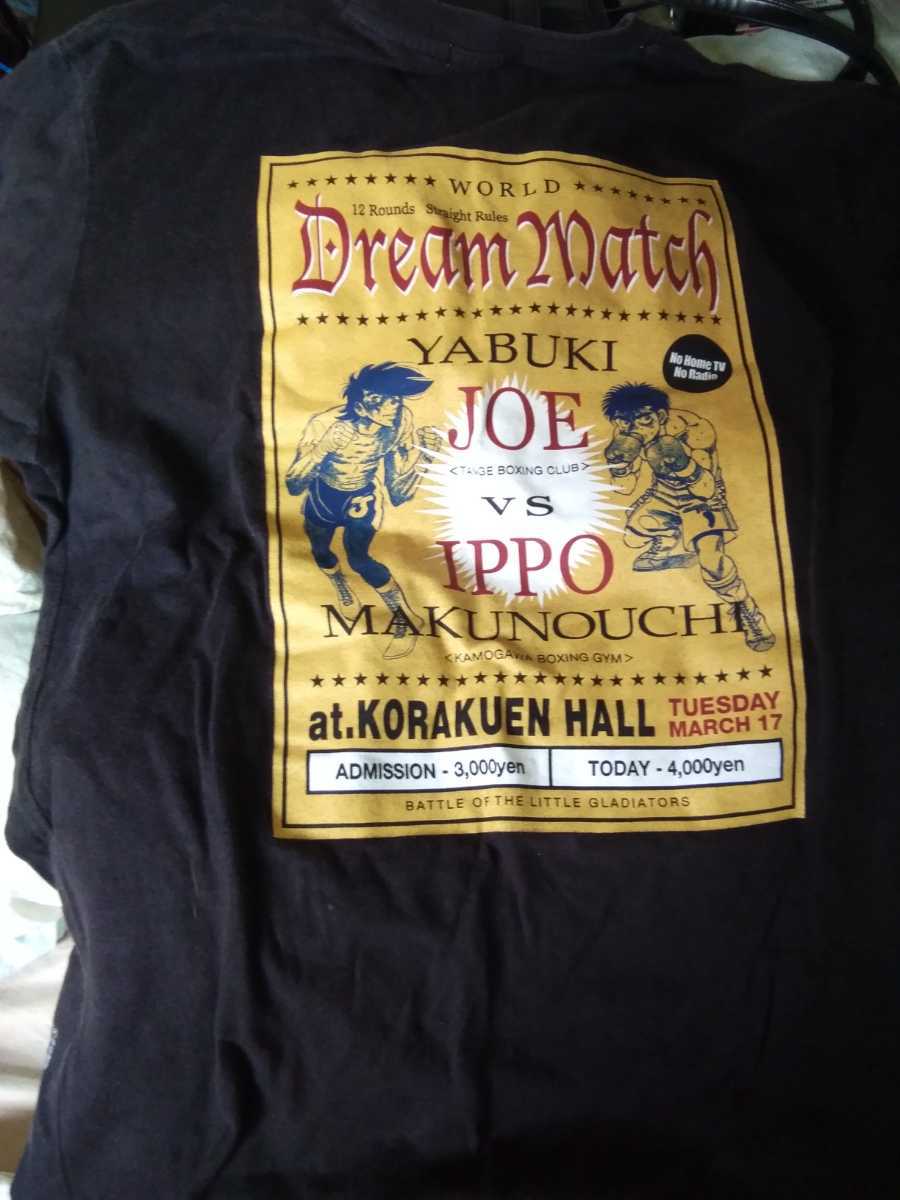 WORLD
12 Rounds Straight Rules
Dream Match
YABUKI
No Home TV
No Radio
JOE
<TANGE BOXING CLUB>
VS
IPPO
MAKUNOUCHI
<KAMOGAWA BOXING GYM>
at.KORAKUEN HALL
TUESDAY
MARCH 17
ADMISSION - 3,000yen
TODAY - 4,000yen
BATTLE OF THE LITTLE GLADIATORS
J